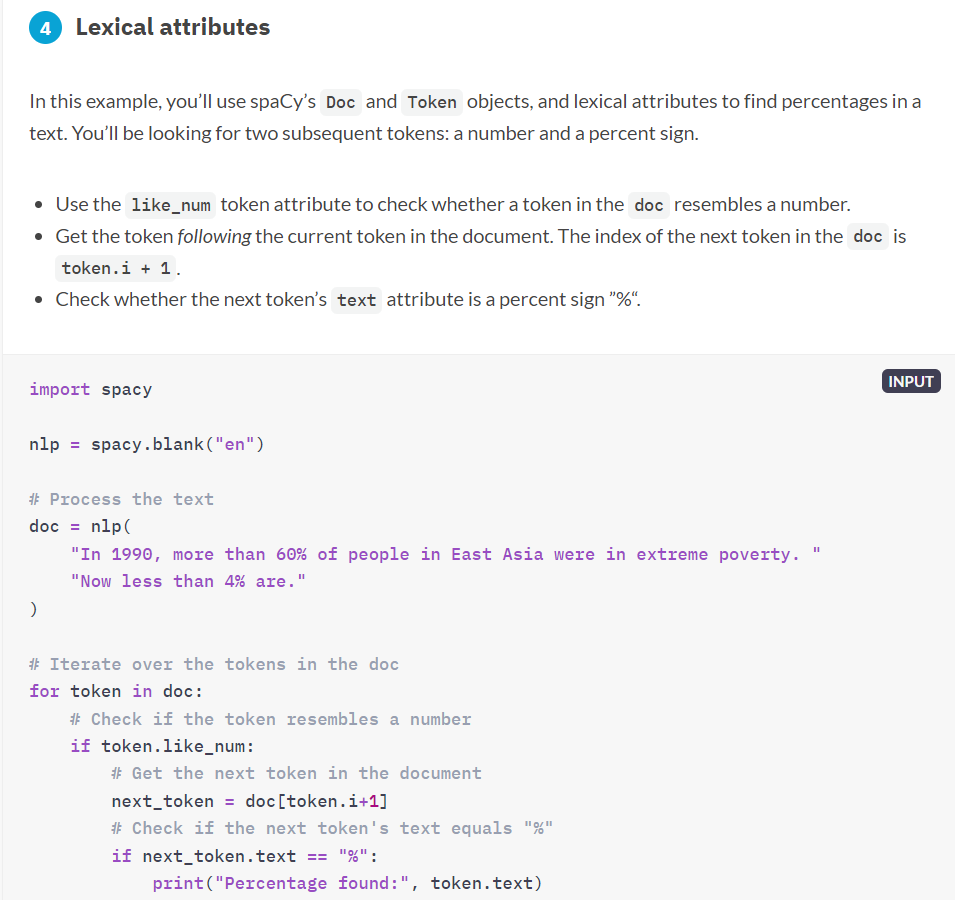 4 Lexical attributes
In this example, you’ll use spaCy’s Doc and Token objects, and lexical attributes to find percentages in a
text. You’ll be looking for two subsequent tokens: a number and a percent sign.
• Use the like_num token attribute to check whether a token in the doc resembles a number.
• Get the token following the current token in the document. The index of the next token in the doc is
token.i + 1.
• Check whether the next token’s text attribute is a percent sign ”%“.
INPUT
import spacy
nlp = spacy.blank("en")
# Process the text
doc = nlp(
    "In 1990, more than 60% of people in East Asia were in extreme poverty. "
    "Now less than 4% are."
)
# Iterate over the tokens in the doc
for token in doc:
    # Check if the token resembles a number
    if token.like_num:
        # Get the next token in the document
        next_token = doc[token.i+1]
        # Check if the next token's text equals "%"
        if next_token.text == "%":
            print("Percentage found:", token.text)